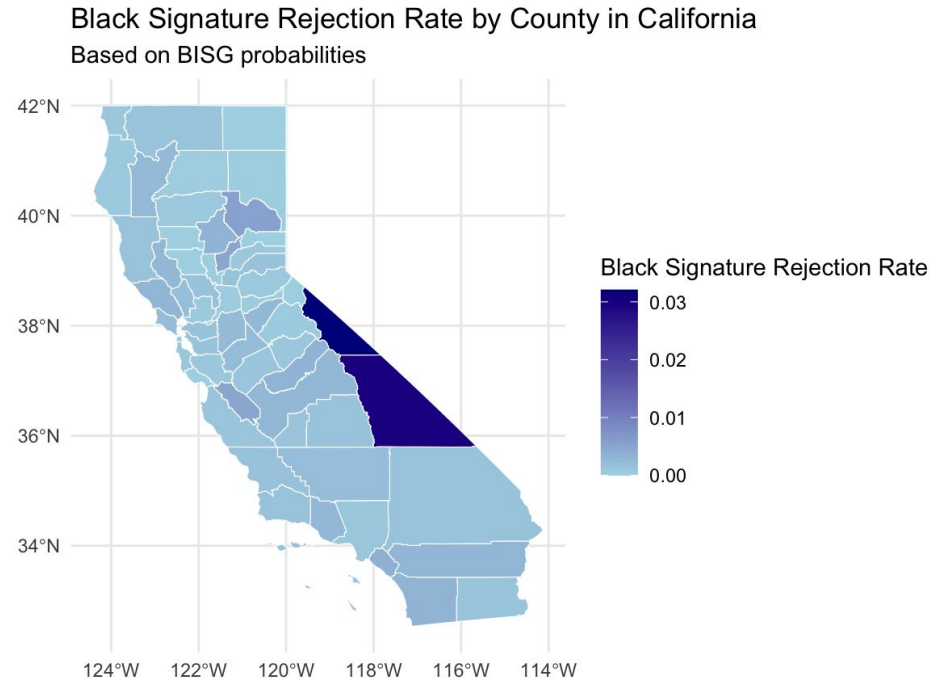 Black Signature Rejection Rate by County in California
Based on BISG probabilities
42°N
40°N
38°N
36°N
34°N
124°W 122°W 120°W 118°W 116°W 114°W
Black Signature Rejection Rate
0.03
0.02
0.01
0.00